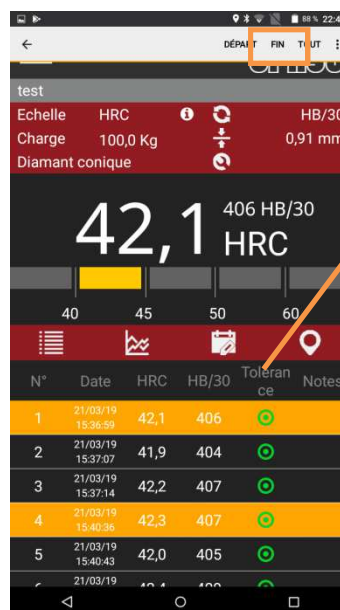 88 % 22:4
DÉPART FIN TOUT
test
Echelle HRC HB/30
Charge 100,0 Kg 0,91 mm
Diamant conique
42,1 406 HB/30
HRC
40 45 50 60
N° Date HRC HB/30 Toléran
ce Notes
1 21/03/19
15:36:59 42,1 406
2 21/03/19
15:37:07 41,9 404
3 21/03/19
15:37:14 42,2 407
4 21/03/19
15:40:36 42,3 407
5 21/03/19
15:40:43 42,0 405
21/03/19